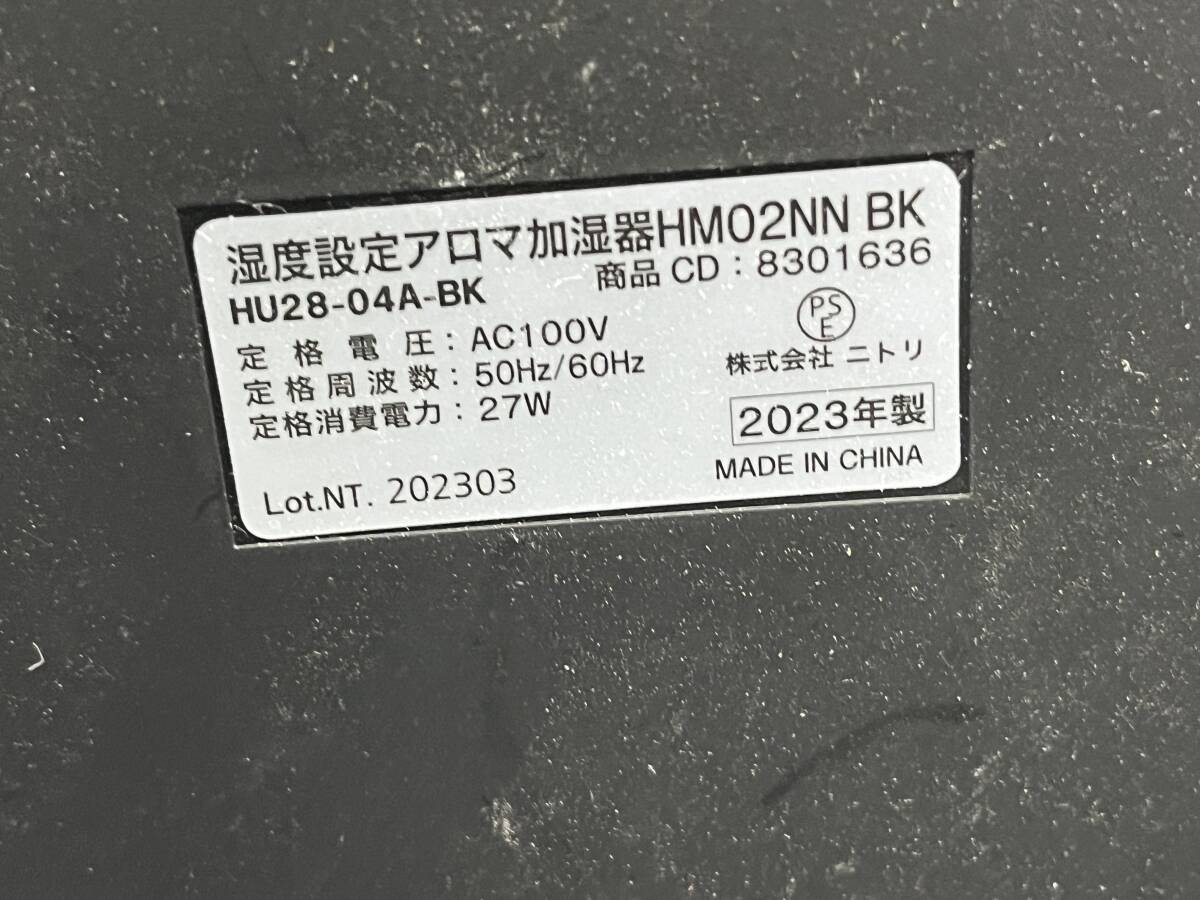 湿度設定アロマ加湿器HM02NN BK
HU28-04A-BK
商品 CD：8301636
定格電圧：AC100V
定格周波数：50Hz/60Hz
定格消費電力：27W
PS
E
株式会社 ニトリ
2023年製
MADE IN CHINA
Lot.NT. 202303